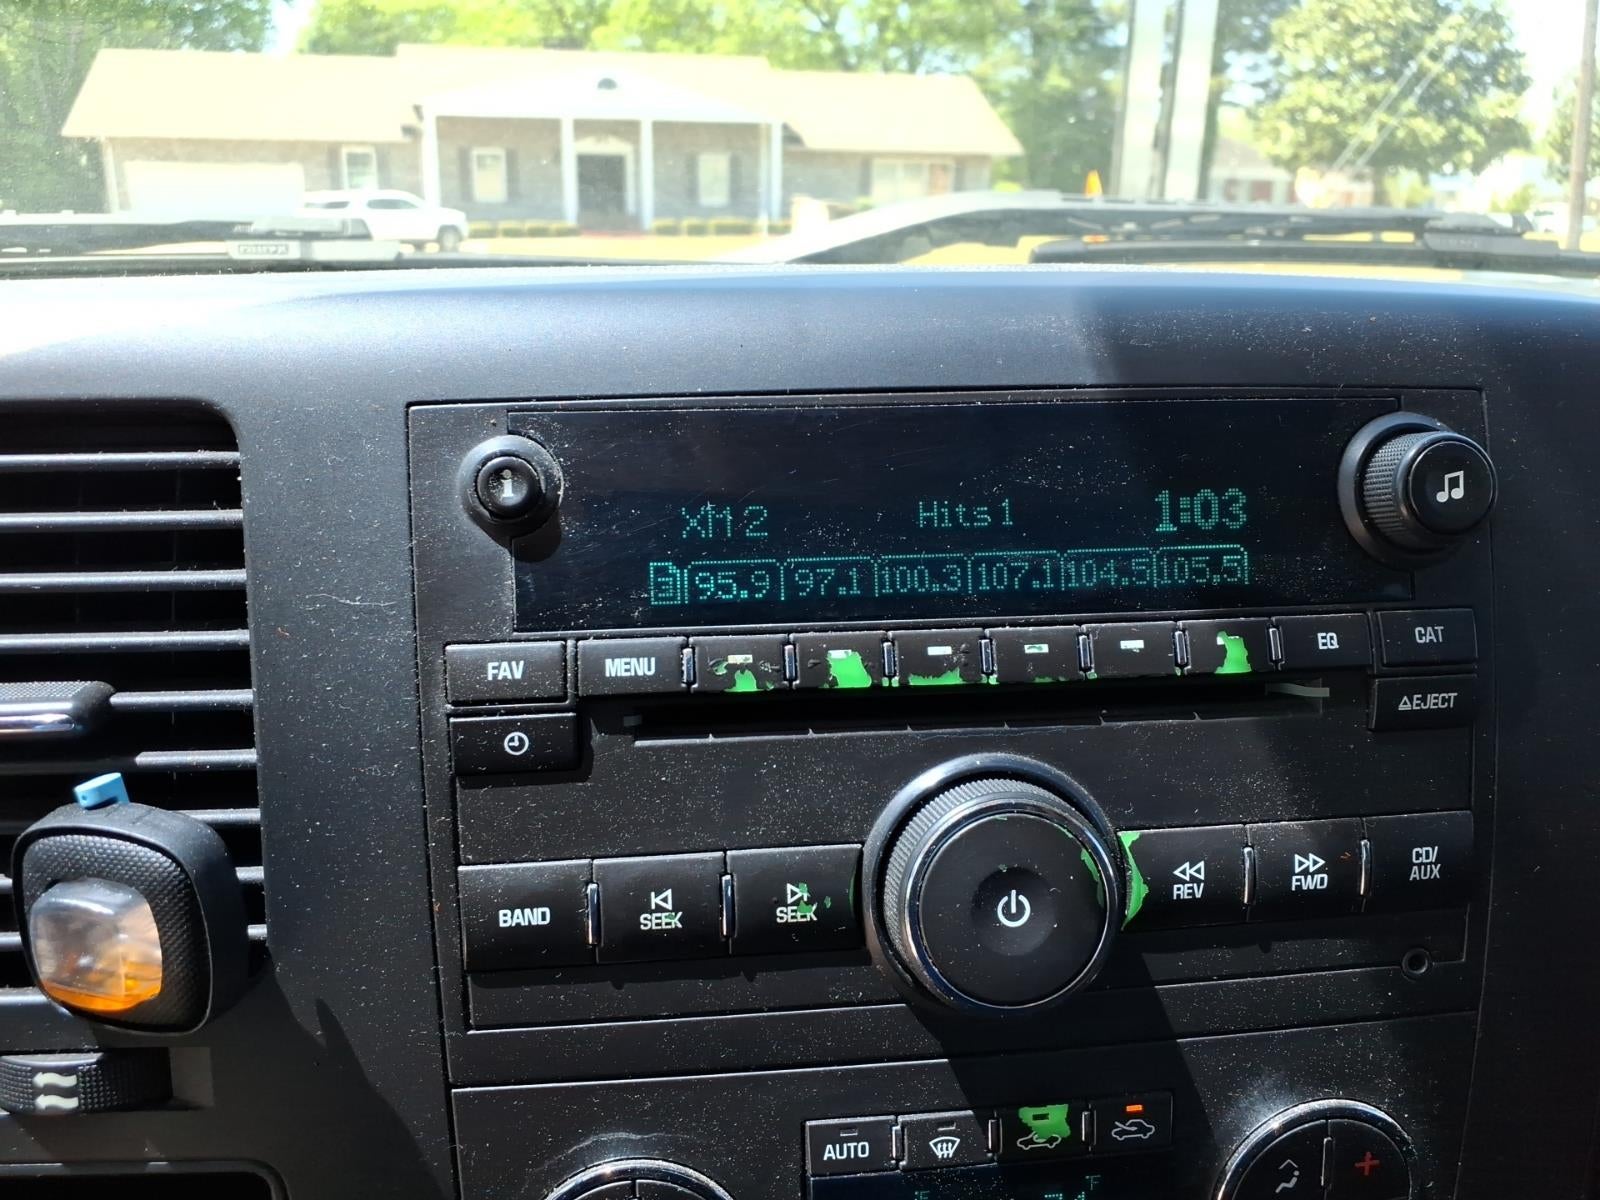 i
XM2 Hits1 1:03
95.9 97.1 100.3 107.1 104.5 105.3
FAV MENU EQ CAT
EJECT
BAND SEEK SEEK REV FWD CD/
AUX
AUTO
°F °F